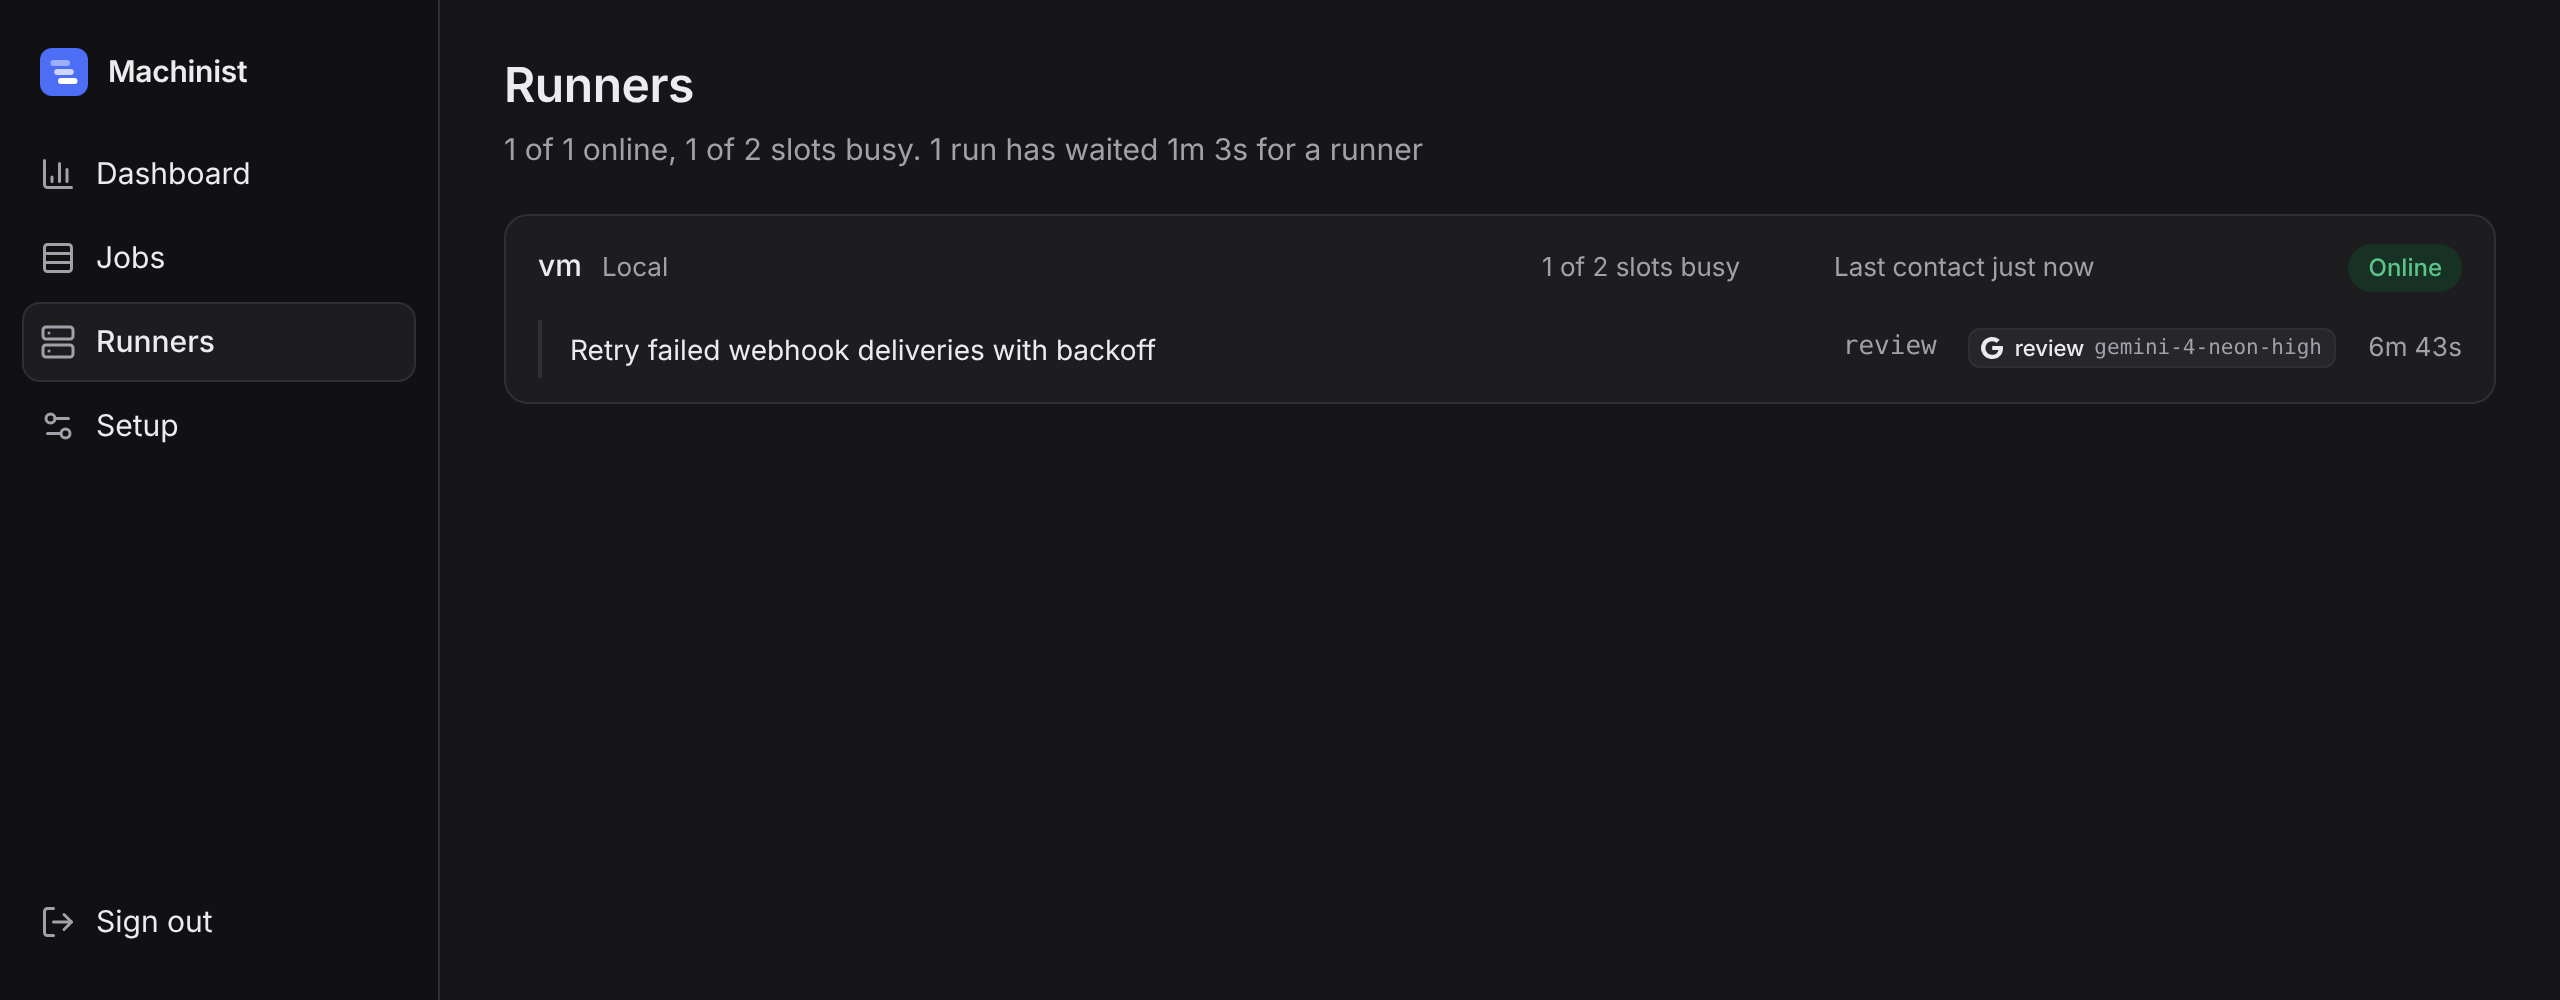 Machinist
Dashboard
Jobs
Runners
Setup
Sign out
Runners
1 of 1 online, 1 of 2 slots busy. 1 run has waited 1m 3s for a runner
vm Local 1 of 2 slots busy Last contact just now Online
Retry failed webhook deliveries with backoff review review gemini-4-neon-high 6m 43s